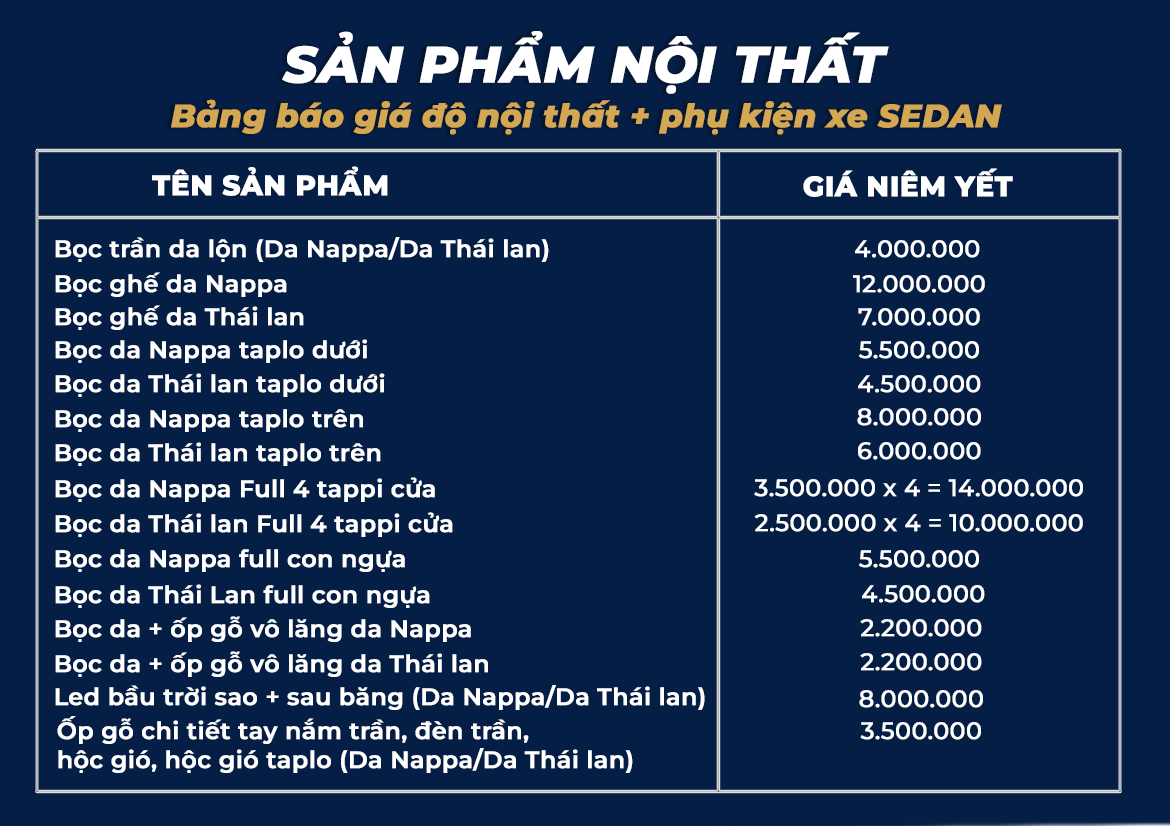 SẢN PHẨM NỘI THẤT
Bảng báo giá độ nội thất + phụ kiện xe SEDAN
TÊN SẢN PHẨM GIÁ NIÊM YẾT
Bọc trần da lộn (Da Nappa/Da Thái lan) 4.000.000
Bọc ghế da Nappa 12.000.000
Bọc ghế da Thái lan 7.000.000
Bọc da Nappa taplo dưới 5.500.000
Bọc da Thái lan taplo dưới 4.500.000
Bọc da Nappa taplo trên 8.000.000
Bọc da Thái lan taplo trên 6.000.000
Bọc da Nappa Full 4 tappi cửa 3.500.000 x 4 = 14.000.000
Bọc da Thái lan Full 4 tappi cửa 2.500.000 x 4 = 10.000.000
Bọc da Nappa full con ngựa 5.500.000
Bọc da Thái Lan full con ngựa 4.500.000
Bọc da + ốp gỗ vô lăng da Nappa 2.200.000
Bọc da + ốp gỗ vô lăng da Thái lan 2.200.000
Led bầu trời sao + sau băng (Da Nappa/Da Thái lan) 8.000.000
Ốp gỗ chi tiết tay nắm trần, đèn trần, 3.500.000
hộc gió, hộc gió taplo (Da Nappa/Da Thái lan)